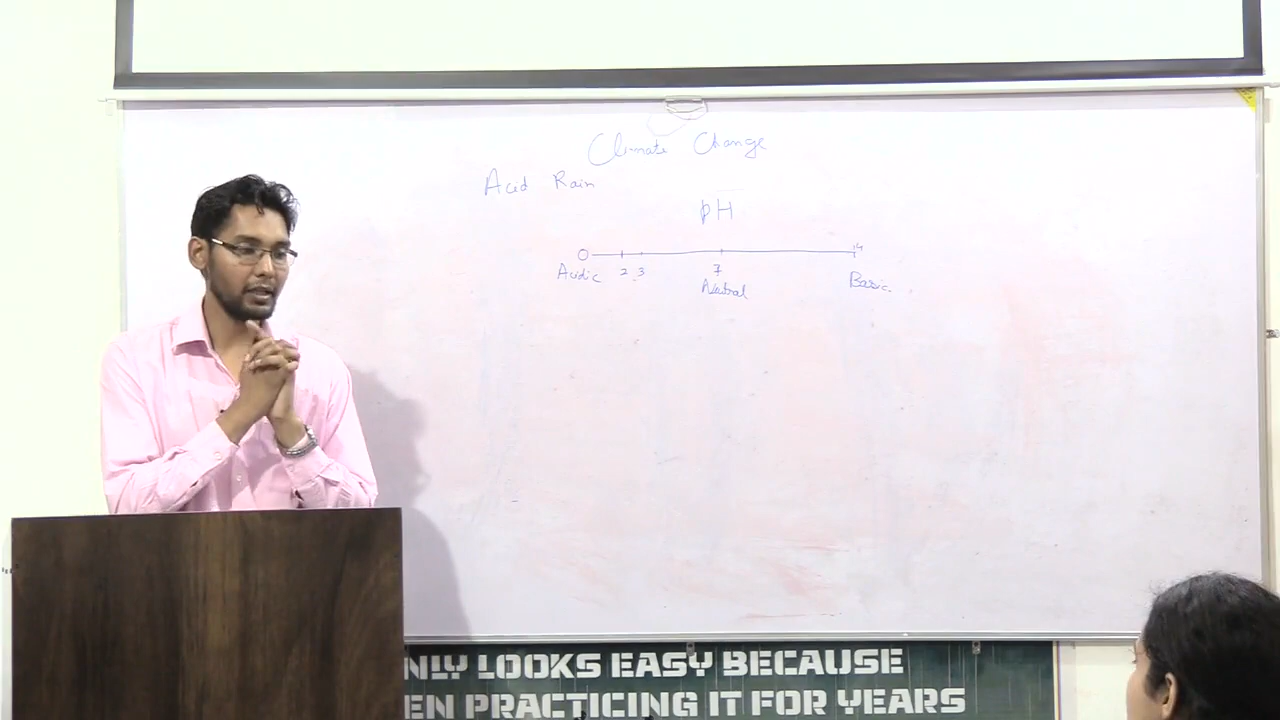 Climate Change
Acid Rain
pH
0 2 3 7 14
Acidic Neutral Basic
NLY LOOKS EASY BECAUSE
EN PRACTICING IT FOR YEARS